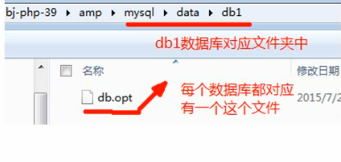 bj-php-39 ▸ amp ▸ mysql ▸ data ▸ db1
db1数据库对应文件夹中
名称
修改日期
db.opt
每个数据库都对应
有一个这个文件
2015/7/2